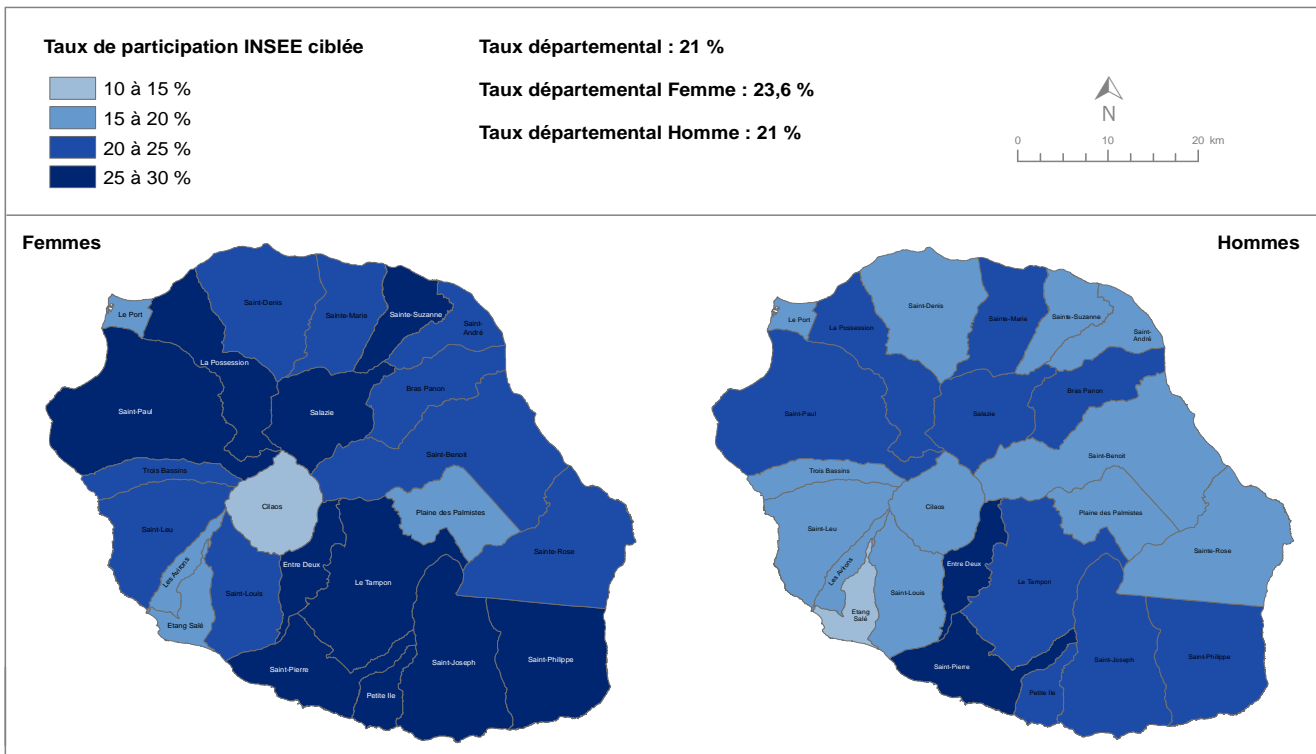 Taux de participation INSEE ciblée
10 à 15 %
15 à 20 %
20 à 25 %
25 à 30 %
Taux départemental : 21 %
Taux départemental Femme : 23,6 %
Taux départemental Homme : 21 %
N
0 10 20 km
Femmes
Le Port
Saint-Denis
Sainte-Marie
Sainte-Suzanne
Saint-
André
La Possession
Bras Panon
Saint-Paul
Salazie
Saint-Benoit
Trois Bassins
Cilaos
Plaine des Palmistes
Saint-Leu
Sainte-Rose
Les Avirons
Entre Deux
Le Tampon
Saint-Louis
Etang Salé
Saint-Pierre
Saint-Joseph
Saint-Philippe
Petite Ile
Hommes
Le Port
Saint-Denis
La Possession
Sainte-Marie
Sainte-Suzanne
Saint-
André
Bras Panon
Saint-Paul
Salazie
Saint-Benoit
Trois Bassins
Cilaos
Plaine des Palmistes
Saint-Leu
Sainte-Rose
Les Avirons
Entre Deux
Le Tampon
Saint-Louis
Etang
Salé
Saint-Pierre
Saint-Joseph
Saint-Philippe
Petite Ile